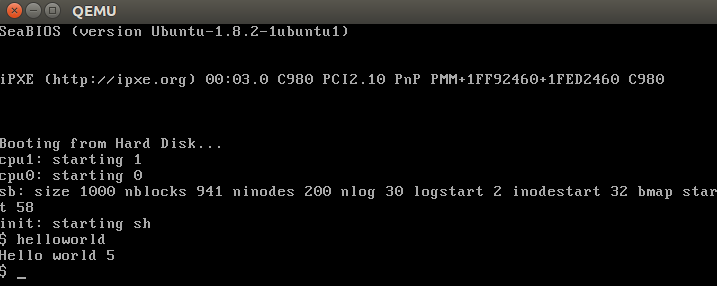 QEMU
SeaBIOS (version Ubuntu-1.8.2-1ubuntu1)
iPXE (http://ipxe.org) 00:03.0 C980 PCI2.10 PnP PMM+1FF92460+1FED2460 C980
Booting from Hard Disk...
cpu1: starting 1
cpu0: starting 0
sb: size 1000 nblocks 941 ninodes 200 nlog 30 logstart 2 inodestart 32 bmap star
t 58
init: starting sh
$ helloworld
Hello world 5
$ _